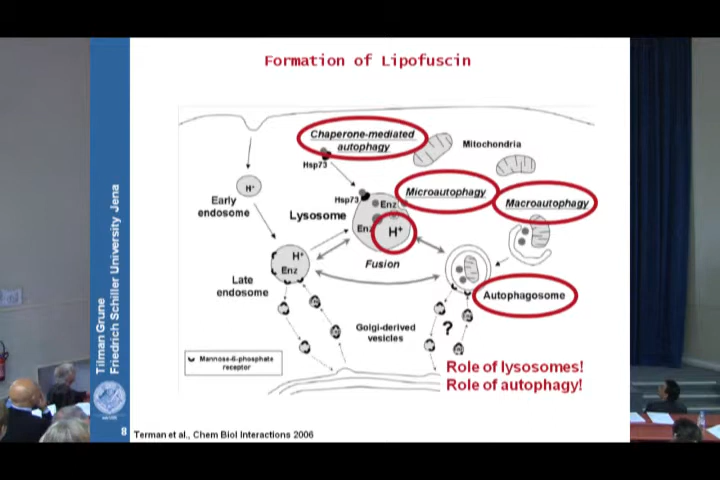 Formation of Lipofuscin
Chaperone-mediated
autophagy
Mitochondria
Hsp73
Microautophagy
Hsp73
Enz
Macroautophagy
Early
endosome
H+
Lysosome
Enz
H+
H+
Enz
Fusion
Late
endosome
Autophagosome
Golgi-derived
vesicles
?
Mannose-6-phosphate
receptor
Role of lysosomes!
Role of autophagy!
Tilman Grune
Friedrich Schiller University Jena
8
Terman et al., Chem Biol Interactions 2006